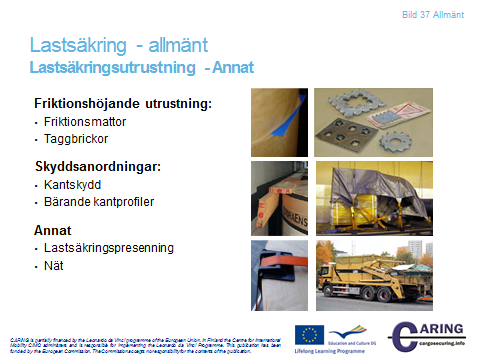 Bild 37 Allmänt
Lastsäkring - allmänt
Lastsäkringsutrustning - Annat
Friktionshöjande utrustning:
• Friktionsmattor
• Taggbrickor
Skyddsanordningar:
• Kantskydd
• Bärande kantprofiler
Annat
• Lastsäkringspresenning
• Nät
CARING is partially financed by the Leonardo da Vinci programme of the European Union. In Finland the Centre for International
Mobility CIMO administers and is responsible for implementing the Leonardo da Vinci Programme. This publication has been
funded by the European Commission. The Commission accepts no responsibility for the contents of the publication.
Education and Culture DG
Lifelong Learning Programme
CARING
cargosecuring.info